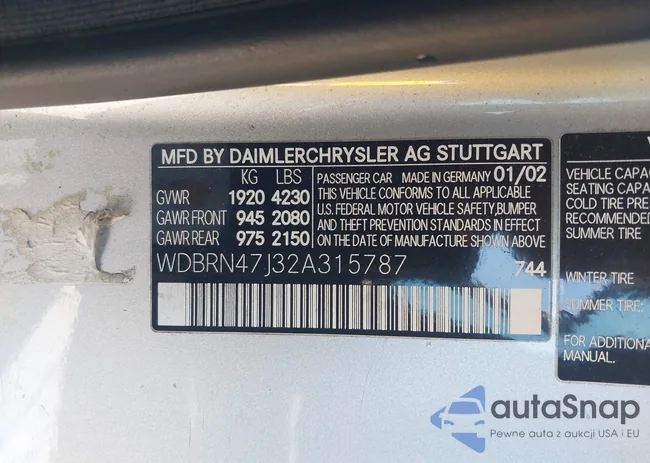 MFD BY DAIMLERCHRYSLER AG STUTTGART
KG LBS
GVWR 1920 4230
GAWR FRONT 945 2080
GAWR REAR 975 2150
PASSENGER CAR MADE IN GERMANY 01/02
THIS VEHICLE CONFORMS TO ALL APPLICABLE
U.S. FEDERAL MOTOR VEHICLE SAFETY, BUMPER
AND THEFT PREVENTION STANDARDS IN EFFECT
ON THE DATE OF MANUFACTURE SHOWN ABOVE.
WDBRN47J32A315787 744
VEHICLE CAPAC
SEATING CAPA
COLD TIRE PRE
RECOMMENDED
SUMMER TIRE
WINTER TIRE
SUMMER TIRE:
FOR ADDITIONA
MANUAL.
autaSnap
Pewne auta z aukcji USA i EU